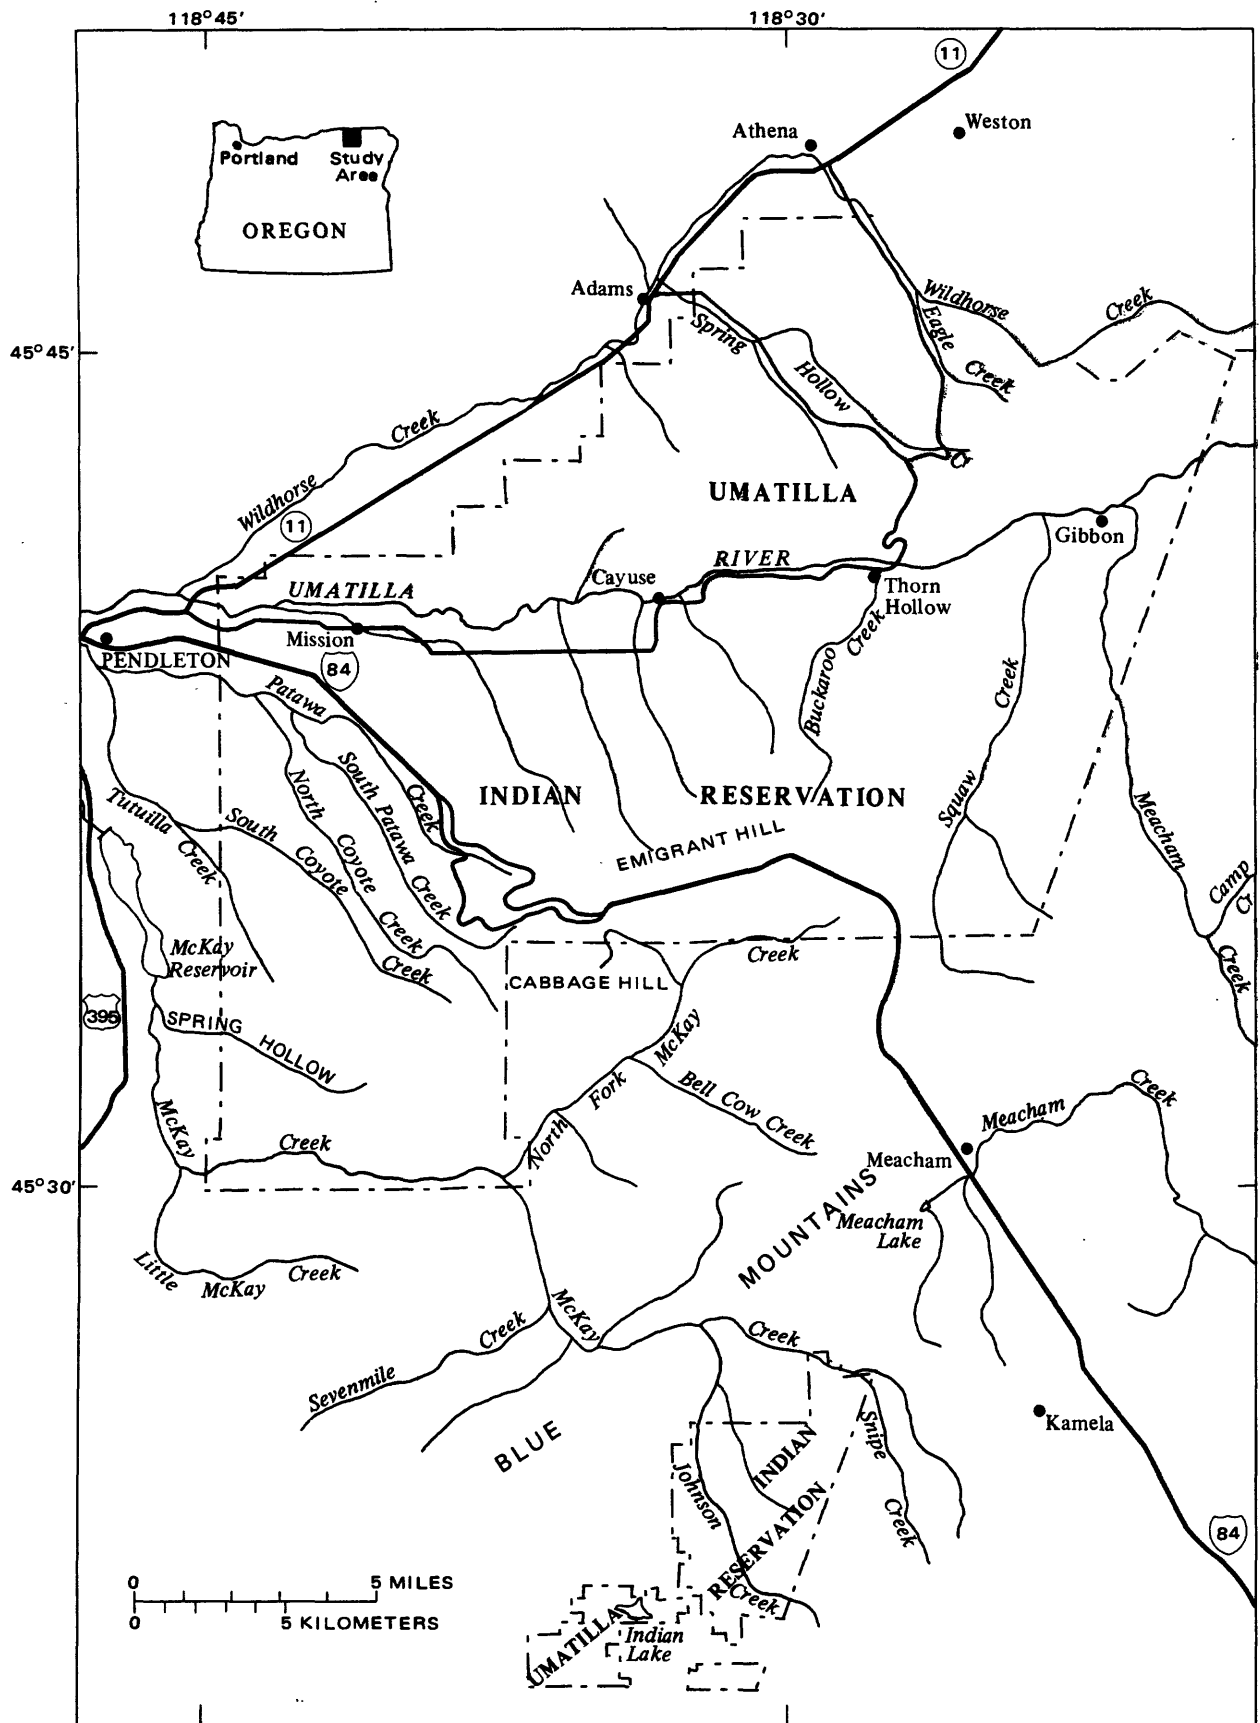 118°45′
118°30′
11
Weston
Athena
Portland
Study
Area
OREGON
Adams
Wildhorse
Creek
Spring
Eagle
45°45′
Hollow
Creek
Creek
Wildhorse
Cr
UMATILLA
11
Gibbon
RIVER
UMATILLA
Cayuse
Thorn
Hollow
Mission
Creek
PENDLETON
84
Patawa
Creek
Buckaroo
South Patawa Creek
North
Coyote
Creek
Creek
INDIAN
RESERVATION
Squaw
Meacham
Creek
Tutuilla
Creek
South
Coyote
Creek
EMIGRANT HILL
Camp
Cr
McKay
Reservoir
Creek
CABBAGE HILL
395
SPRING
HOLLOW
McKay
Fork
North
Bell Cow Creek
Creek
Meacham
McKay
Creek
Meacham
45°30′
MOUNTAINS
Meacham
Lake
Little
McKay
Creek
McKay
Creek
Sevenmile
Creek
Snipe
Creek
Kamela
BLUE
INDIAN
Johnson
RESERVATION
Creek
84
0
5 MILES
0
5 KILOMETERS
UMATILLA
Indian
Lake